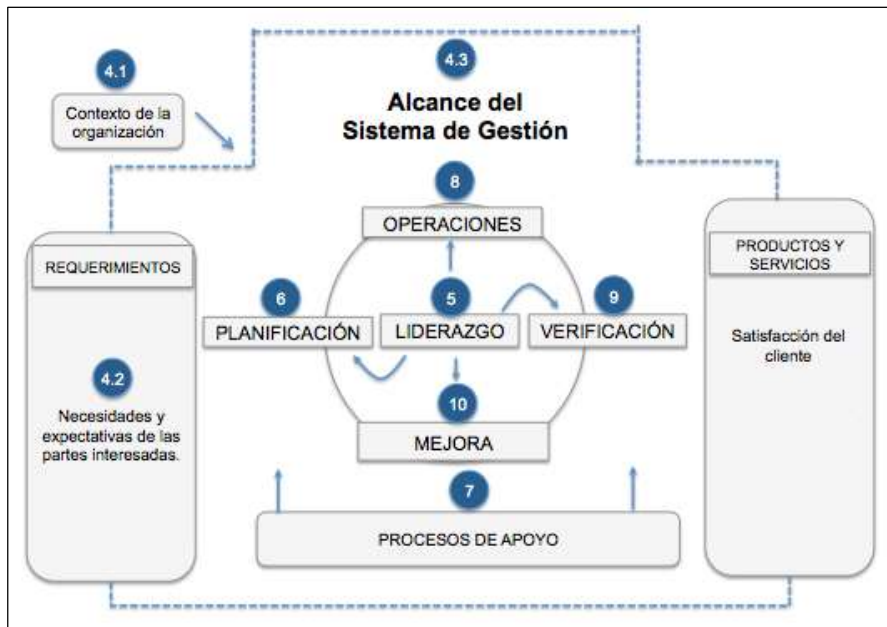 4.1
Contexto de la
organización
4.3
Alcance del
Sistema de Gestión
8
OPERACIONES
REQUERIMIENTOS
4.2
Necesidades y
expectativas de las
partes interesadas.
6
PLANIFICACIÓN
5
LIDERAZGO
9
VERIFICACIÓN
10
MEJORA
7
PROCESOS DE APOYO
PRODUCTOS Y
SERVICIOS
Satisfacción del
cliente